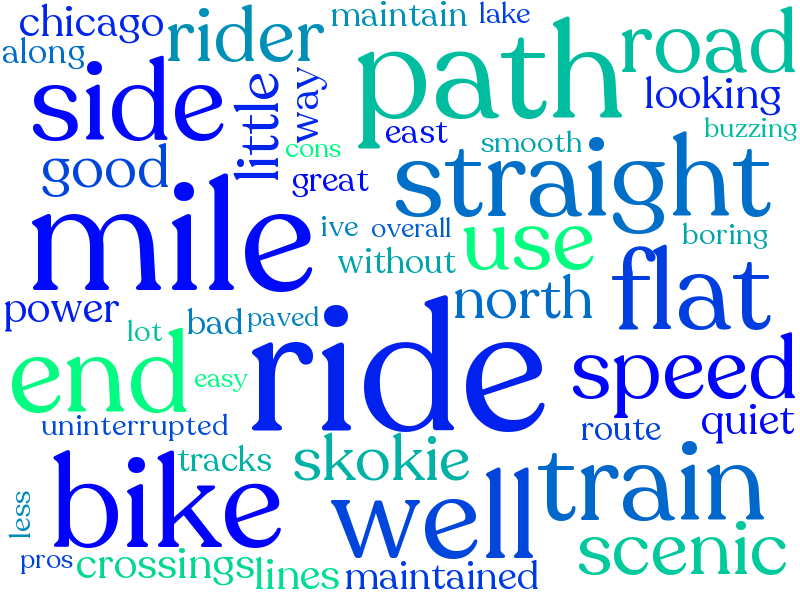 chicago
rider
maintain
lake
along
path
road
side
little
way
looking
east
buzzing
cons
smooth
good
great
straight
mile
ive
overall
use
boring
without
power
north
flat
lot
bad
paved
ride
end
easy
speed
uninterrupted
route
quiet
tracks
skokie
bike
well
train
less
pros
crossings
lines
maintained
scenic